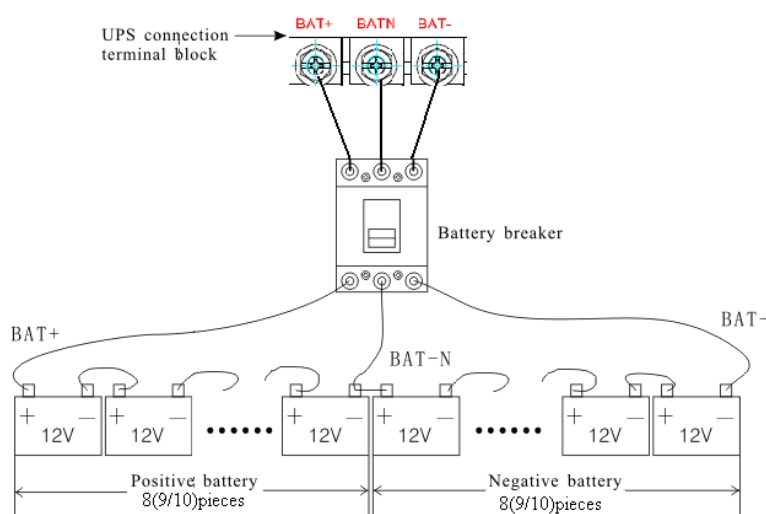 BAT+ BATN BAT-
UPS connection
terminal block
Battery breaker
BAT+
BAT-
BAT-N
+ − + − + − + − + − + −
12V 12V 12V 12V 12V 12V
Positive battery
8(9/10)pieces
Negative battery
8(9/10)pieces